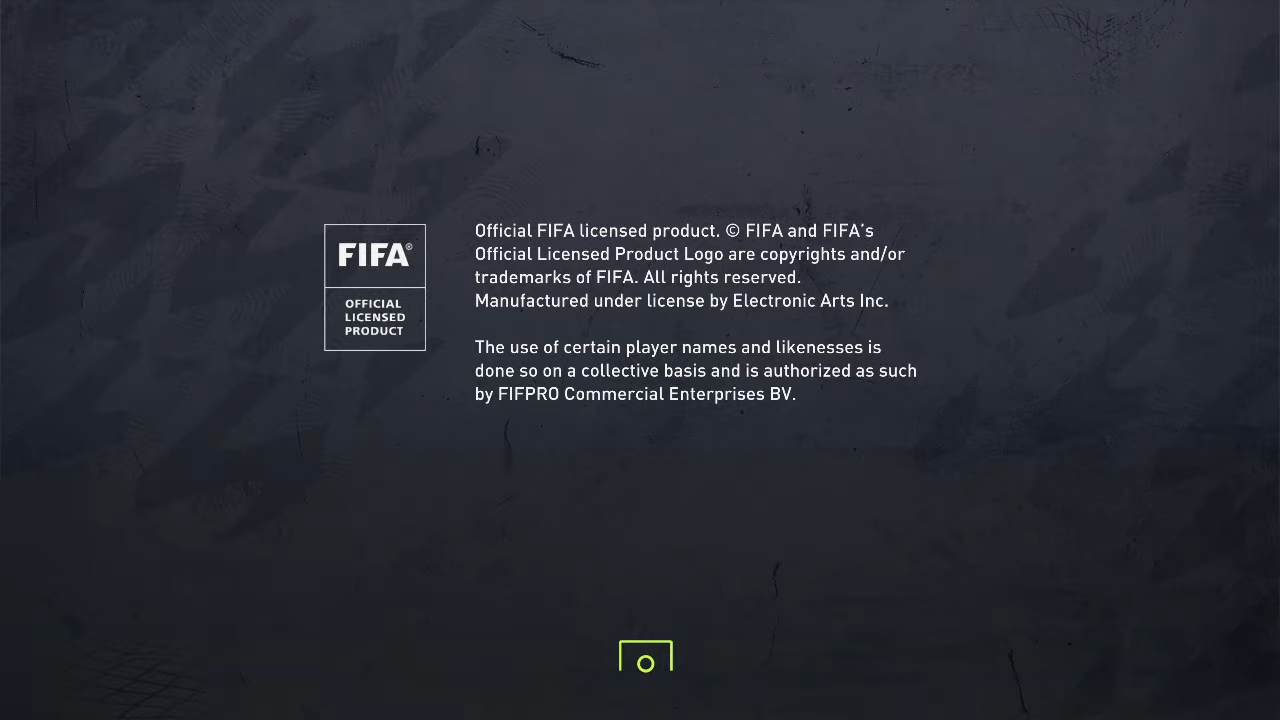 FIFA®
OFFICIAL
LICENSED
PRODUCT
Official FIFA licensed product. © FIFA and FIFA's
Official Licensed Product Logo are copyrights and/or
trademarks of FIFA. All rights reserved.
Manufactured under license by Electronic Arts Inc.
The use of certain player names and likenesses is
done so on a collective basis and is authorized as such
by FIFPRO Commercial Enterprises BV.